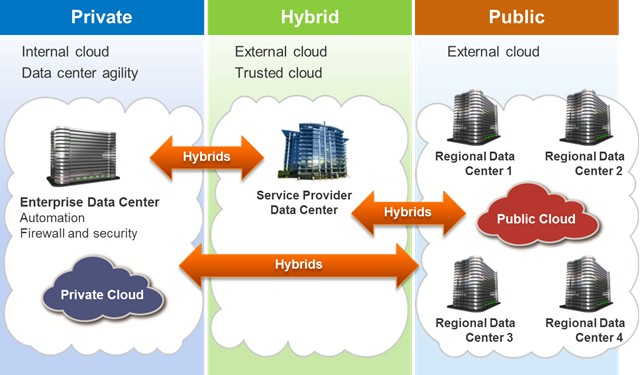 Private
Internal cloud
Data center agility
Enterprise Data Center
Automation
Firewall and security
Private Cloud
Hybrids
Hybrid
External cloud
Trusted cloud
Service Provider
Data Center
Hybrids
Hybrids
Public
External cloud
Regional Data
Center 1
Regional Data
Center 2
Public Cloud
Regional Data
Center 3
Regional Data
Center 4